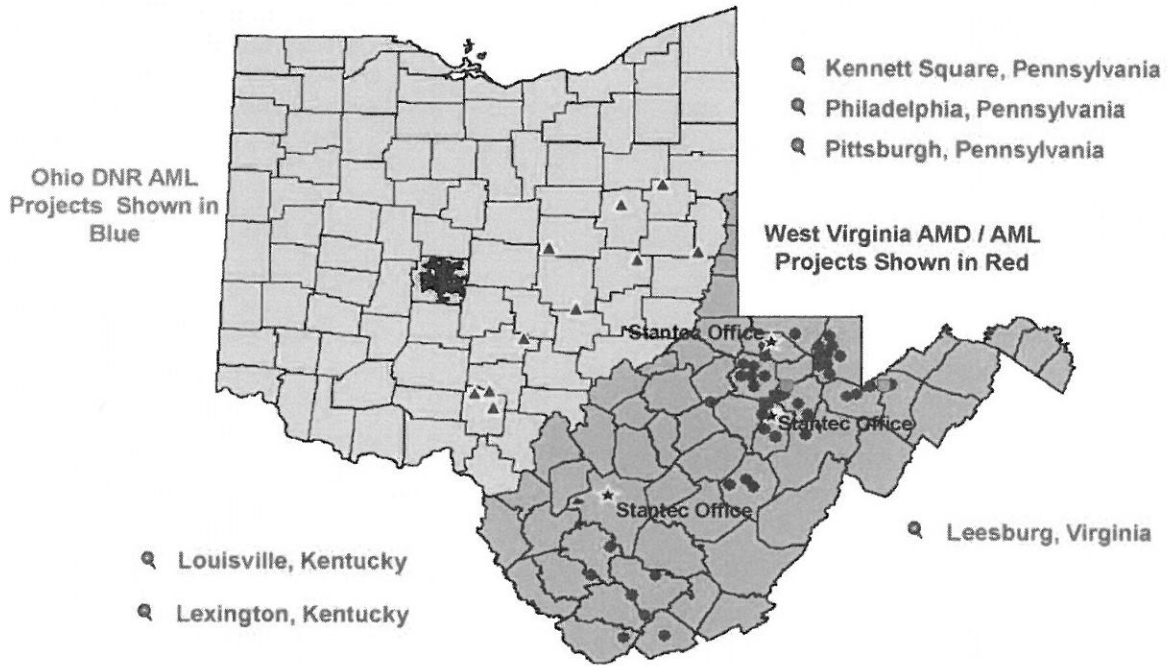 Kennett Square, Pennsylvania
Philadelphia, Pennsylvania
Pittsburgh, Pennsylvania
Ohio DNR AML
Projects Shown in
Blue
West Virginia AMD / AML
Projects Shown in Red
Stantec Office
Stantec Office
Stantec Office
Leesburg, Virginia
Louisville, Kentucky
Lexington, Kentucky